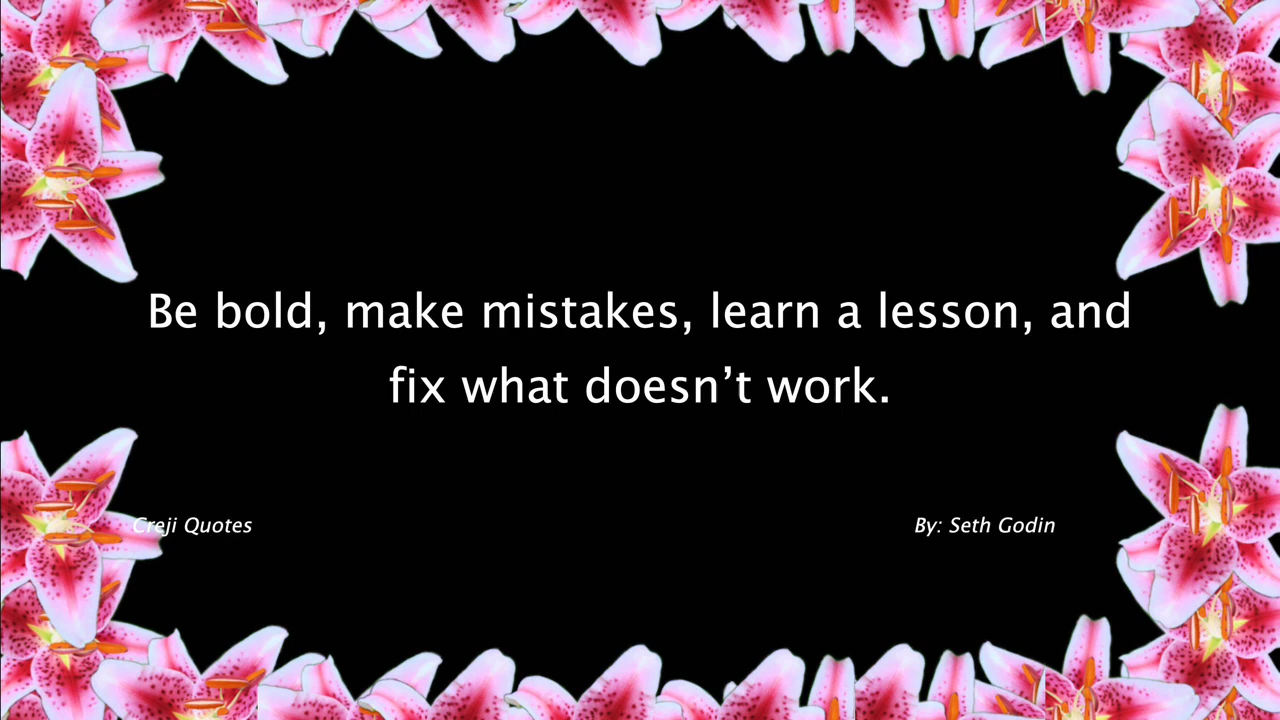 Be bold, make mistakes, learn a lesson, and
fix what doesn’t work.
Creji Quotes
By: Seth Godin